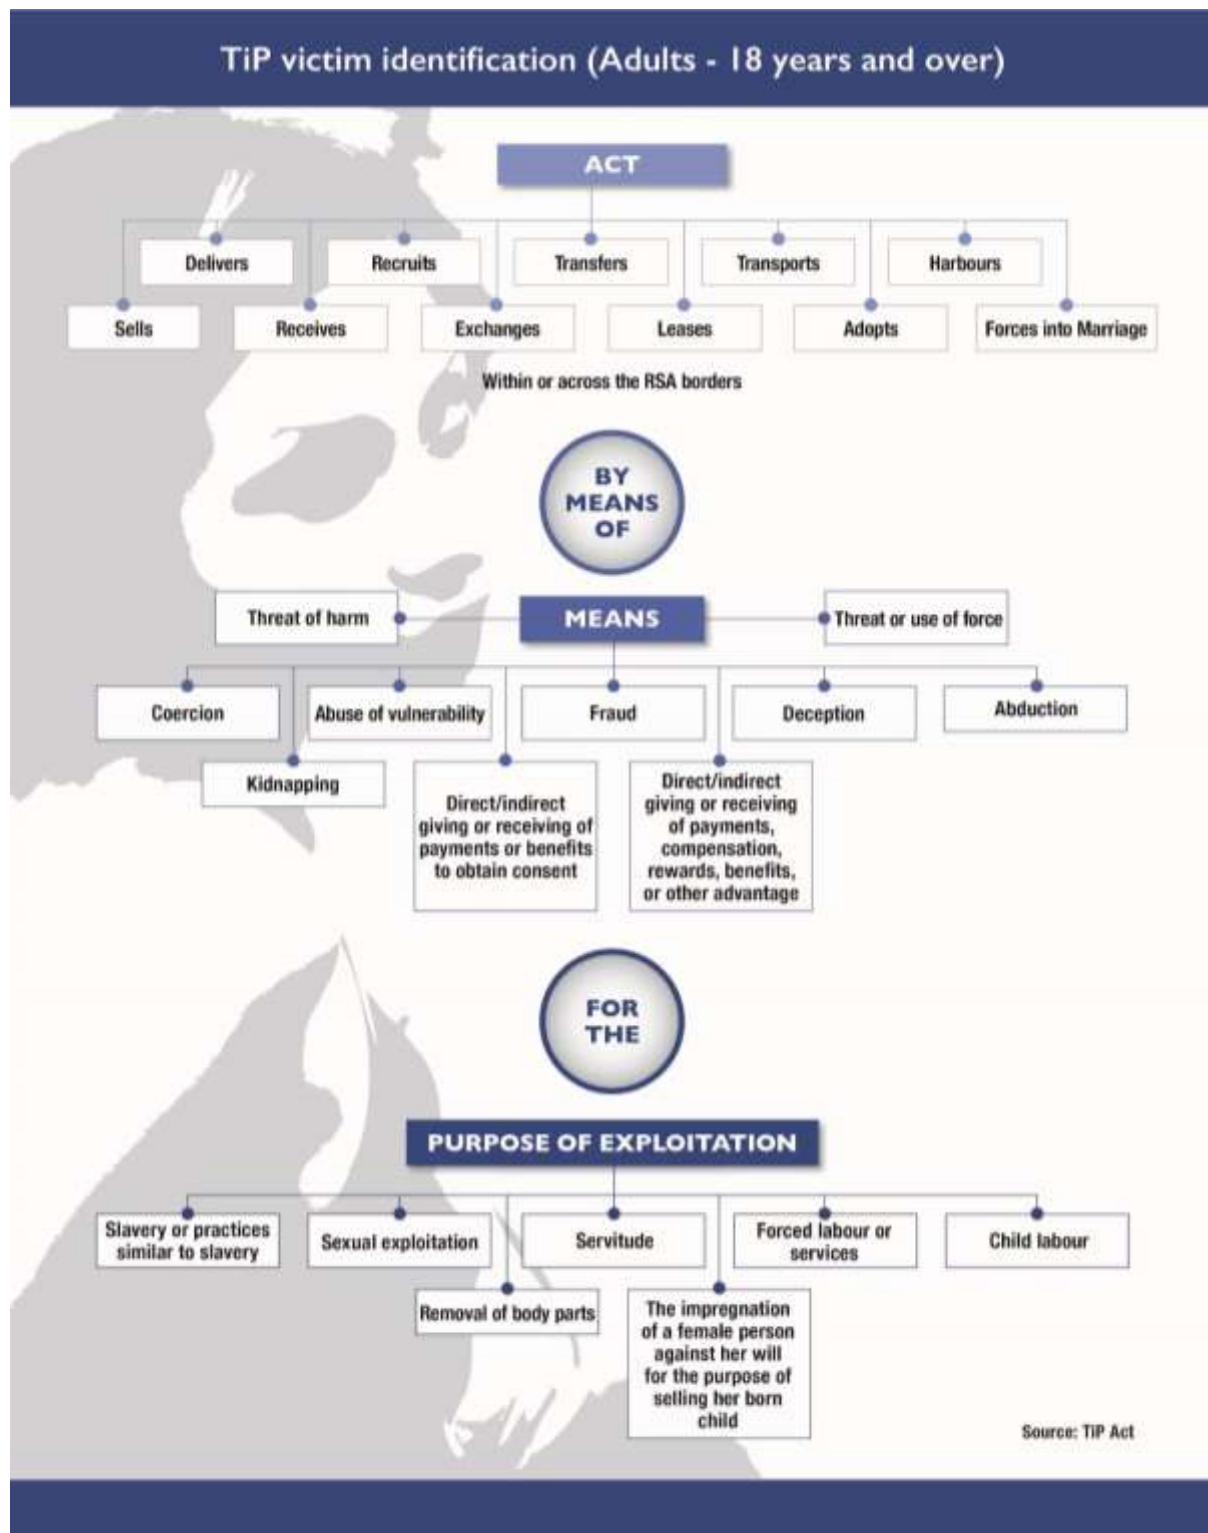 TiP victim identification (Adults - 18 years and over)
ACT
Delivers
Recruits
Transfers
Transports
Harbours
Sells
Receives
Exchanges
Leases
Adopts
Forces into Marriage
Within or across the RSA borders
BY
MEANS
OF
Threat of harm
MEANS
Threat or use of force
Coercion
Abuse of vulnerability
Fraud
Deception
Abduction
Kidnapping
Direct/indirect
giving or receiving of
payments or benefits
to obtain consent
Direct/indirect
giving or receiving
of payments,
compensation,
rewards, benefits,
or other advantage
FOR
THE
PURPOSE OF EXPLOITATION
Slavery or practices
similar to slavery
Sexual exploitation
Servitude
Forced labour or
services
Child labour
Removal of body parts
The impregnation
of a female person
against her will
for the purpose of
selling her born
child
Source: TiP Act